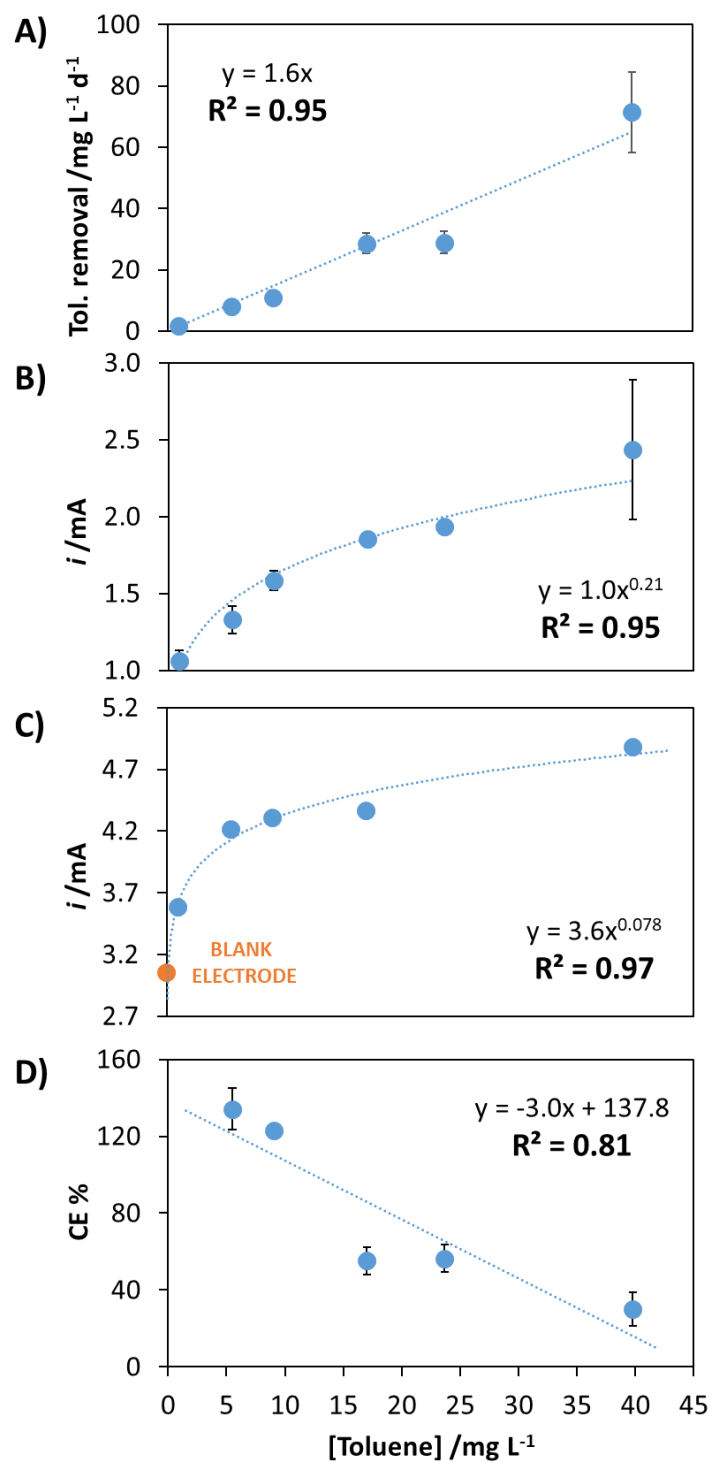 A)
100
80
60
40
20
0
Tol. removal /mg L⁻¹ d⁻¹
y = 1.6x
R² = 0.95
B)
3.0
2.5
2.0
1.5
1.0
i /mA
y = 1.0x⁰·²¹
R² = 0.95
C)
5.2
4.7
4.2
3.7
3.2
2.7
i /mA
BLANK
ELECTRODE
y = 3.6x⁰·⁰⁷⁸
R² = 0.97
D)
160
120
80
40
0
CE %
y = -3.0x + 137.8
R² = 0.81
0 5 10 15 20 25 30 35 40 45
[Toluene] /mg L⁻¹